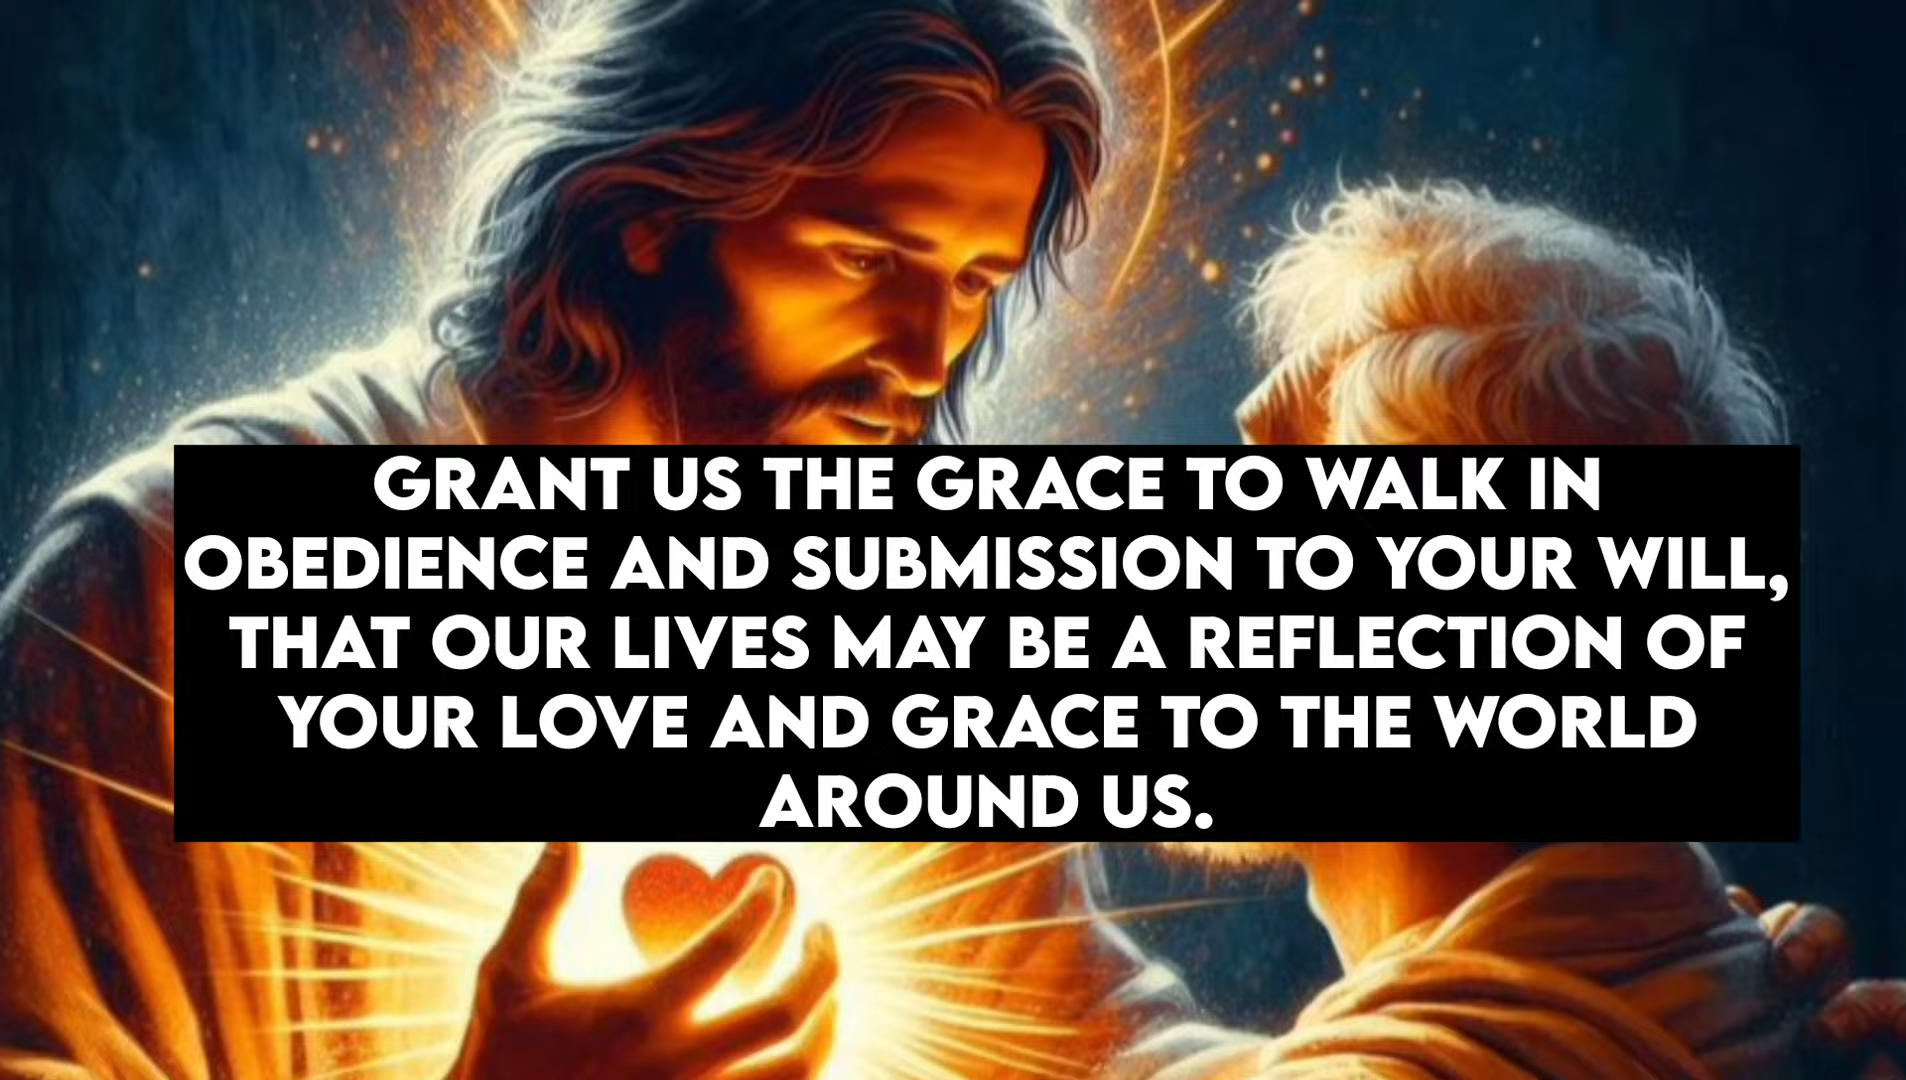 GRANT US THE GRACE TO WALK IN
OBEDIENCE AND SUBMISSION TO YOUR WILL,
THAT OUR LIVES MAY BE A REFLECTION OF
YOUR LOVE AND GRACE TO THE WORLD
AROUND US.